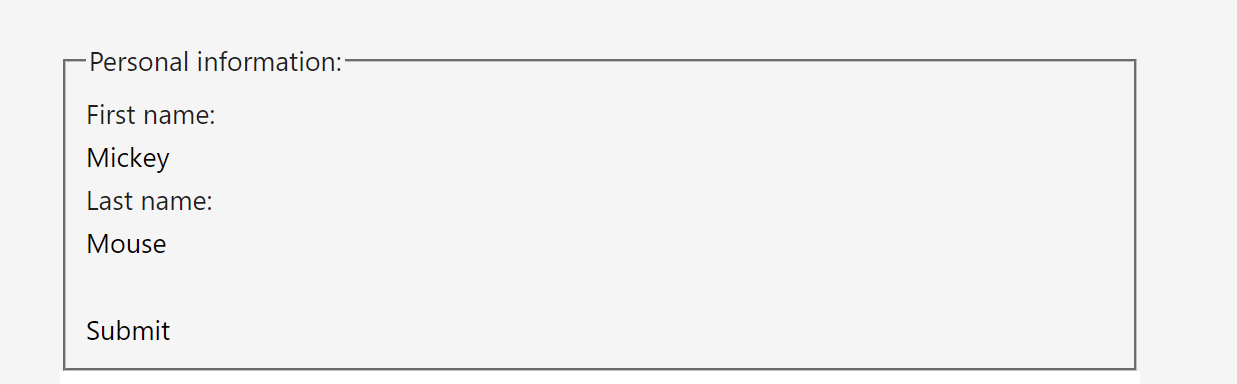 Personal information:
First name:
Mickey
Last name:
Mouse
Submit